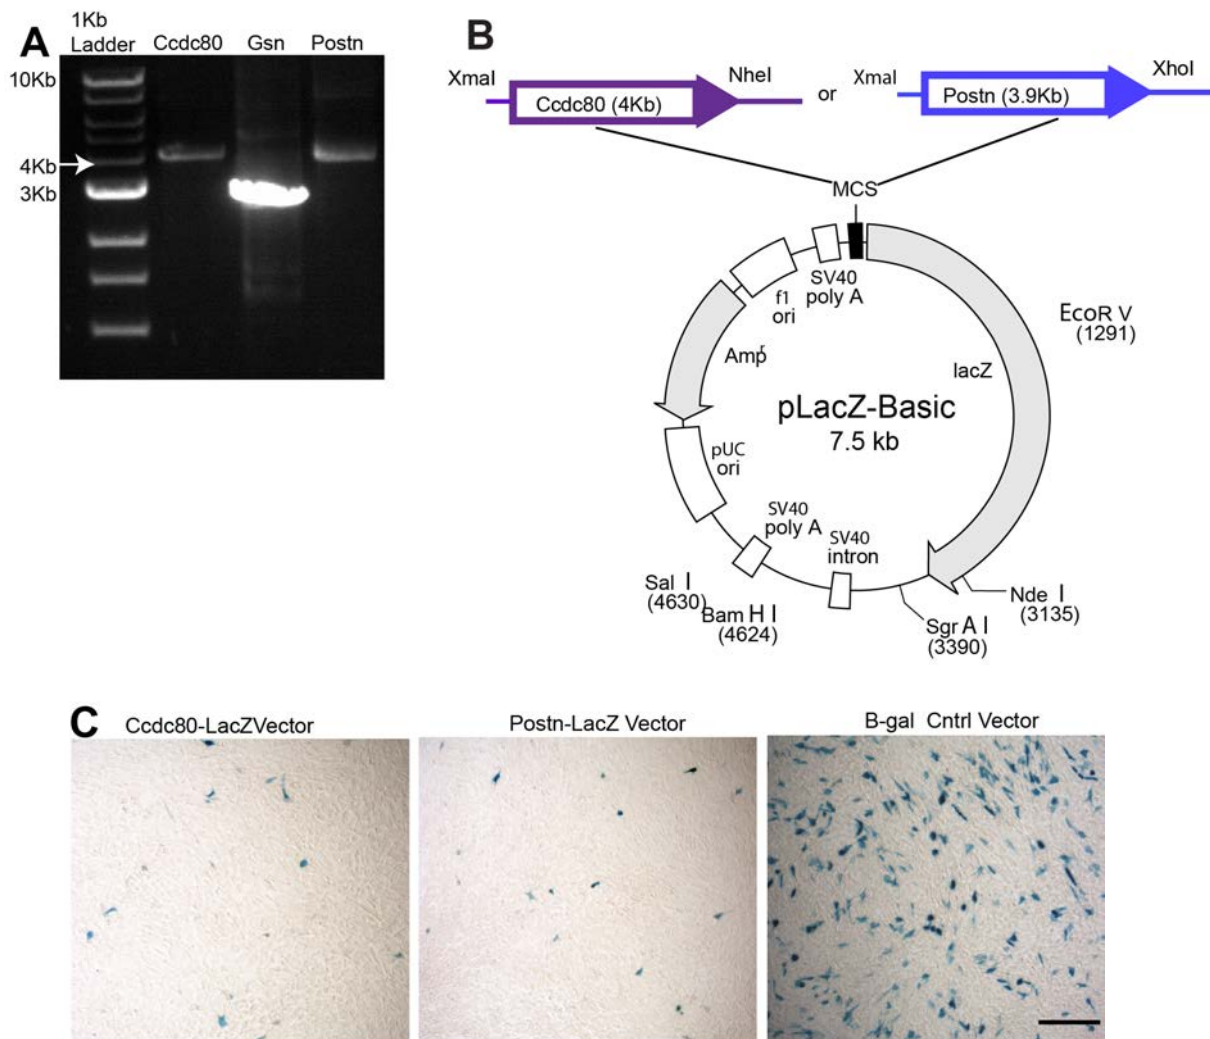 A
1Kb
Ladder
Ccdc80
Gsn
Postn
10Kb
4Kb
3Kb
B
XmaI
NheI
Ccdc80 (4Kb)
or
XmaI
XhoI
Postn (3.9Kb)
MCS
SV40
poly A
f1
ori
Ampʳ
lacZ
EcoR V
(1291)
pLacZ-Basic
7.5 kb
pUC
ori
SV40
poly A
SV40
intron
Sal I
(4630)
Bam H I
(4624)
Nde I
(3135)
Sgr A I
(3390)
C
Ccdc80-LacZVector
Postn-LacZ Vector
B-gal Cntrl Vector